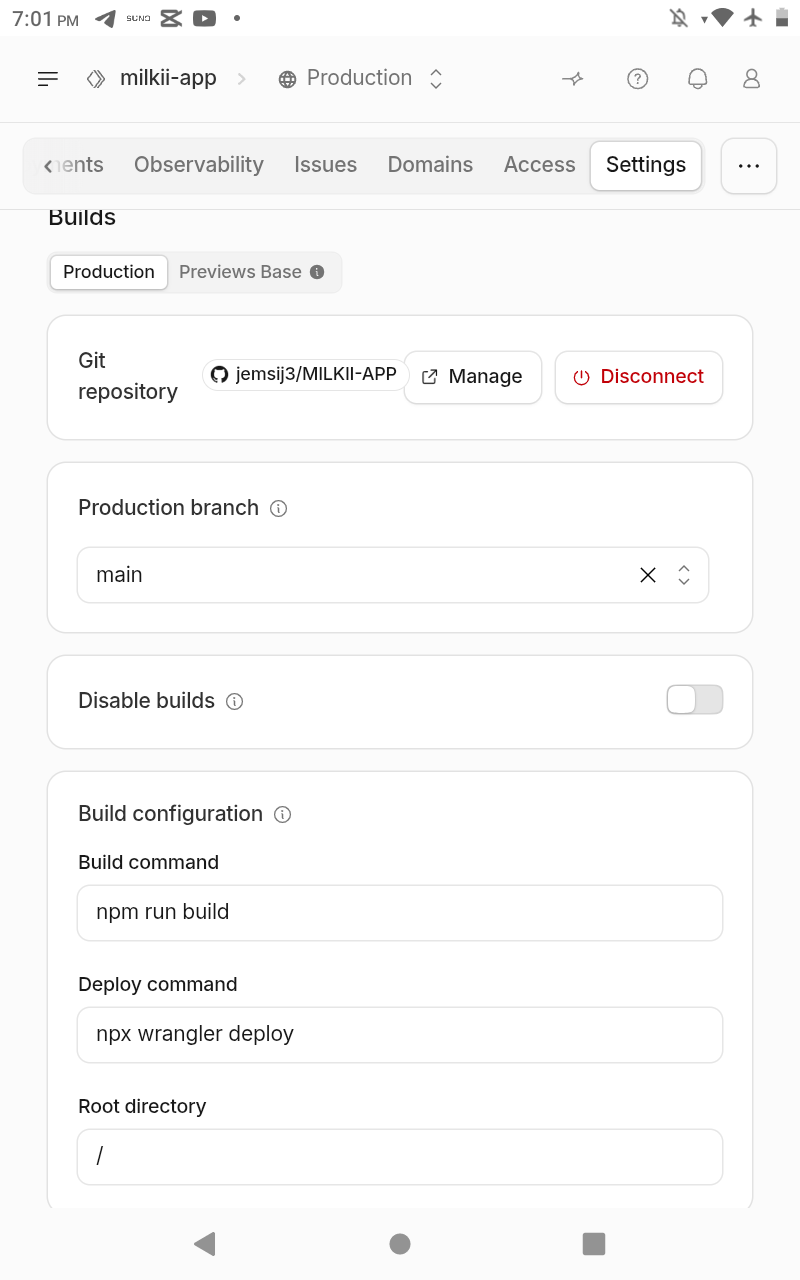 7:01 PM SUNO
milkii-app Production
ments Observability Issues Domains Access Settings
Builds
Production Previews Base
Git repository jemsij3/MILKII-APP Manage Disconnect
Production branch
main
Disable builds
Build configuration
Build command
npm run build
Deploy command
npx wrangler deploy
Root directory
/